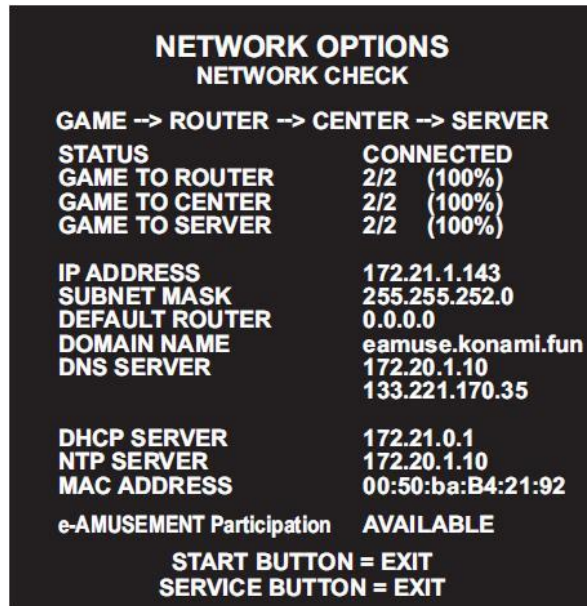 NETWORK OPTIONS
NETWORK CHECK
GAME --> ROUTER --> CENTER --> SERVER
STATUS CONNECTED
GAME TO ROUTER 2/2 (100%)
GAME TO CENTER 2/2 (100%)
GAME TO SERVER 2/2 (100%)
IP ADDRESS 172.21.1.143
SUBNET MASK 255.255.252.0
DEFAULT ROUTER 0.0.0.0
DOMAIN NAME eamuse.konami.fun
DNS SERVER 172.20.1.10
133.221.170.35
DHCP SERVER 172.21.0.1
NTP SERVER 172.20.1.10
MAC ADDRESS 00:50:ba:B4:21:92
e-AMUSEMENT Participation AVAILABLE
START BUTTON = EXIT
SERVICE BUTTON = EXIT